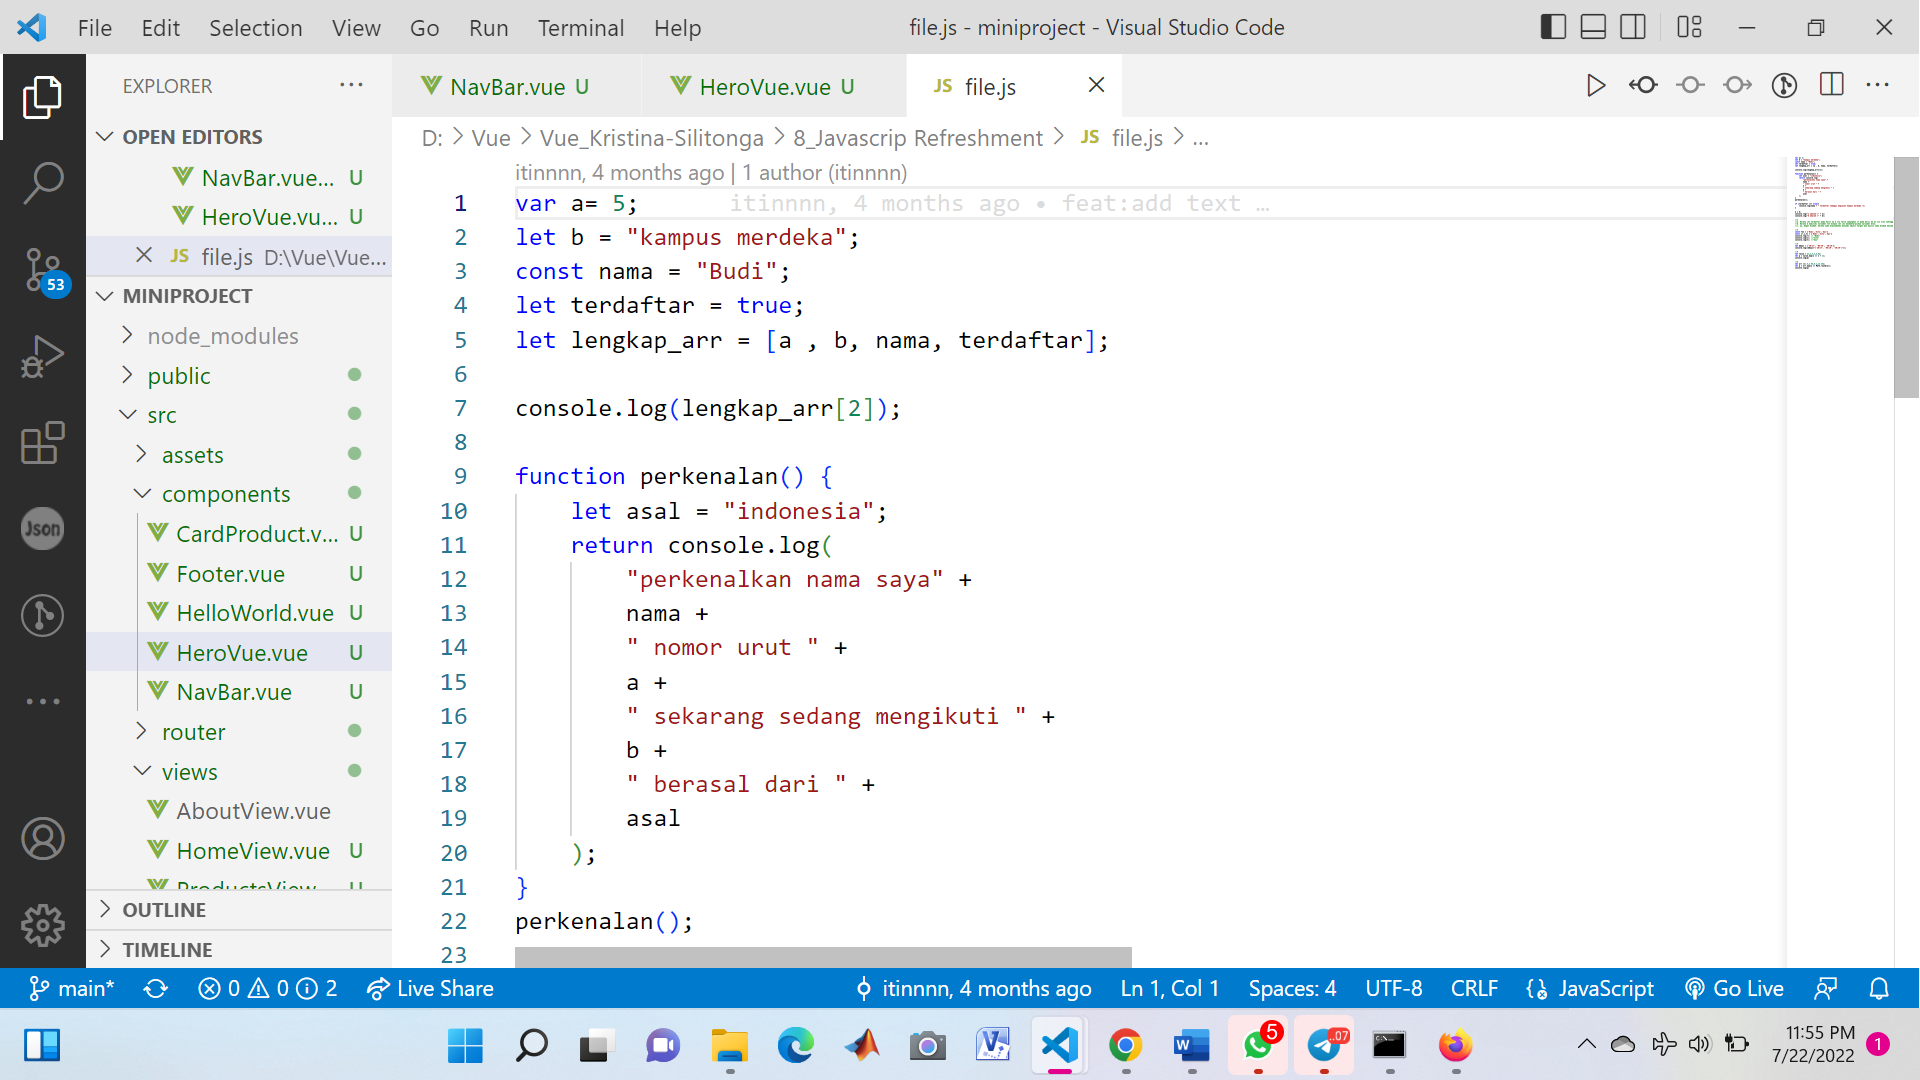 File Edit Selection View Go Run Terminal Help
file.js - miniproject - Visual Studio Code
EXPLORER
NavBar.vue U
HeroVue.vue U
JS file.js
OPEN EDITORS
NavBar.vue... U
HeroVue.vu... U
JS file.js D:\Vue\Vue...
MINIPROJECT
node_modules
public
src
assets
components
CardProduct.v... U
Footer.vue U
HelloWorld.vue U
HeroVue.vue U
NavBar.vue U
router
views
AboutView.vue
HomeView.vue U
ProductsView U
OUTLINE
TIMELINE
53
Json
D: > Vue > Vue_Kristina-Silitonga > 8_Javascrip Refreshment > JS file.js > ...
itinnnn, 4 months ago | 1 author (itinnnn)
1 var a= 5; itinnnn, 4 months ago • feat:add text …
2 let b = "kampus merdeka";
3 const nama = "Budi";
4 let terdaftar = true;
5 let lengkap_arr = [a , b, nama, terdaftar];
6
7 console.log(lengkap_arr[2]);
8
9 function perkenalan() {
10 let asal = "indonesia";
11 return console.log(
12 "perkenalkan nama saya" +
13 nama +
14 " nomor urut " +
15 a +
16 " sekarang sedang mengikuti " +
17 b +
18 " berasal dari " +
19 asal
20 );
21 }
22 perkenalan();
23
main* 0 0 2 Live Share
itinnnn, 4 months ago Ln 1, Col 1 Spaces: 4 UTF-8 CRLF JavaScript Go Live
5
..07
11:55 PM
7/22/2022
1